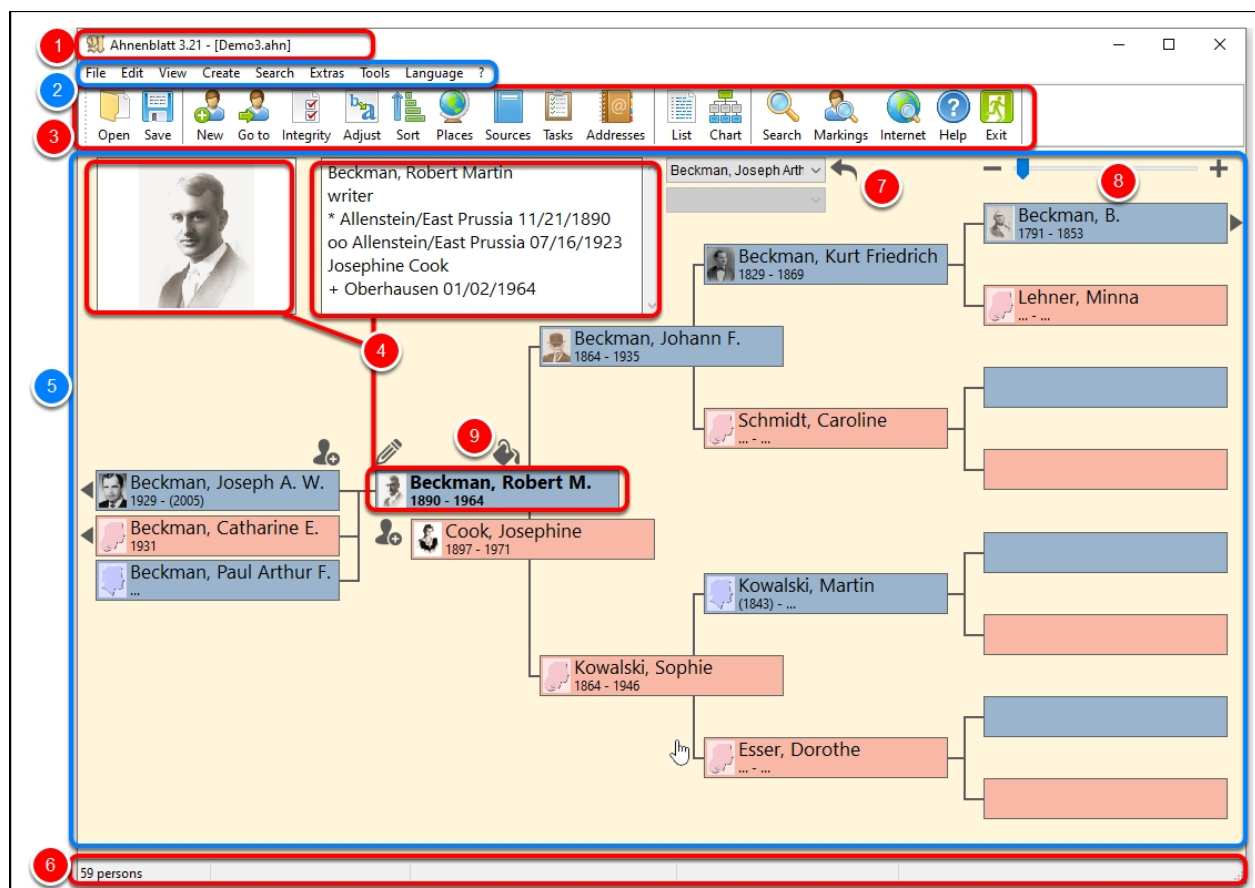 1
Ahnenblatt 3.21 - [Demo3.ahn]
2
File Edit View Create Search Extras Tools Language ?
3
Open Save New Go to Integrity Adjust Sort Places Sources Tasks Addresses List Chart Search Markings Internet Help Exit
Beckman, Robert Martin
writer
* Allenstein/East Prussia 11/21/1890
oo Allenstein/East Prussia 07/16/1923
Josephine Cook
+ Oberhausen 01/02/1964
Beckman, Joseph Arth
7
8
4
5
9
Beckman, Joseph A. W.
1929 - (2005)
Beckman, Catharine E.
1931
Beckman, Paul Arthur F.
...
Beckman, Robert M.
1890 - 1964
Cook, Josephine
1897 - 1971
Beckman, Johann F.
1864 - 1935
Kowalski, Sophie
1864 - 1946
Beckman, Kurt Friedrich
1829 - 1869
Schmidt, Caroline
... - ...
Kowalski, Martin
(1843) - ...
Esser, Dorothe
... - ...
Beckman, B.
1791 - 1853
Lehner, Minna
... - ...
6
59 persons